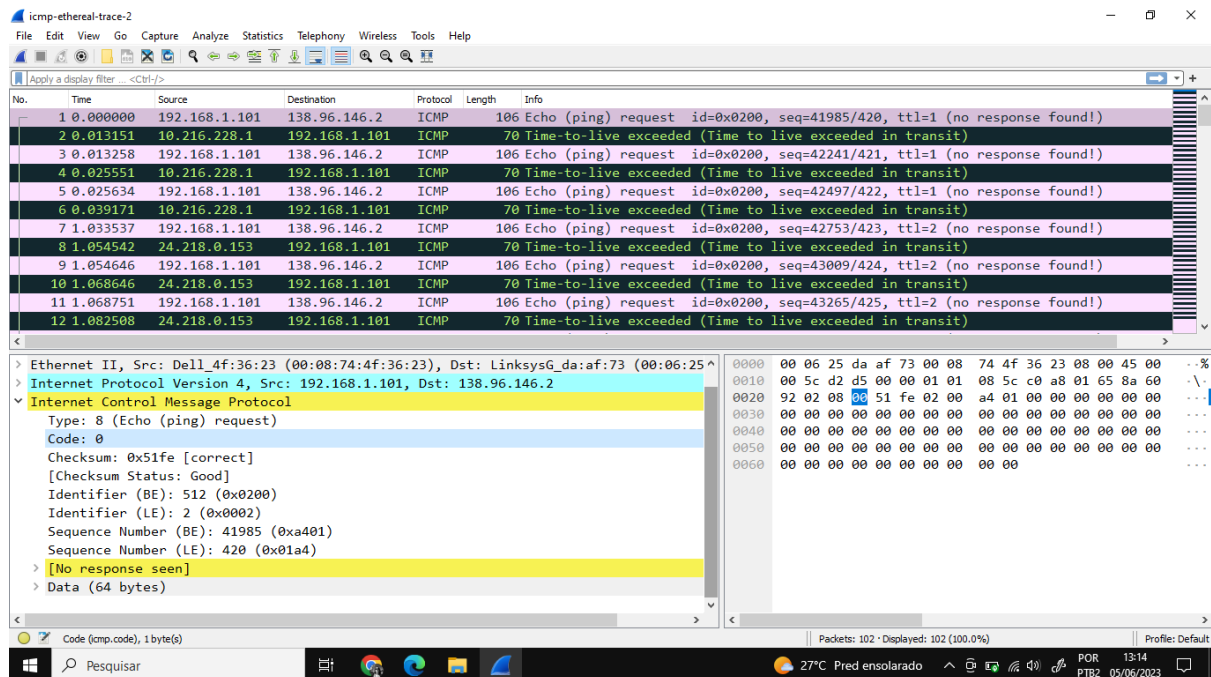 icmp-ethereal-trace-2
File Edit View Go Capture Analyze Statistics Telephony Wireless Tools Help
Apply a display filter ... <Ctrl-/>
No. Time Source Destination Protocol Length Info
1 0.000000 192.168.1.101 138.96.146.2 ICMP 106 Echo (ping) request id=0x0200, seq=41985/420, ttl=1 (no response found!)
2 0.013151 10.216.228.1 192.168.1.101 ICMP 70 Time-to-live exceeded (Time to live exceeded in transit)
3 0.013258 192.168.1.101 138.96.146.2 ICMP 106 Echo (ping) request id=0x0200, seq=42241/421, ttl=1 (no response found!)
4 0.025551 10.216.228.1 192.168.1.101 ICMP 70 Time-to-live exceeded (Time to live exceeded in transit)
5 0.025634 192.168.1.101 138.96.146.2 ICMP 106 Echo (ping) request id=0x0200, seq=42497/422, ttl=1 (no response found!)
6 0.039171 10.216.228.1 192.168.1.101 ICMP 70 Time-to-live exceeded (Time to live exceeded in transit)
7 1.033537 192.168.1.101 138.96.146.2 ICMP 106 Echo (ping) request id=0x0200, seq=42753/423, ttl=2 (no response found!)
8 1.054542 24.218.0.153 192.168.1.101 ICMP 70 Time-to-live exceeded (Time to live exceeded in transit)
9 1.054646 192.168.1.101 138.96.146.2 ICMP 106 Echo (ping) request id=0x0200, seq=43009/424, ttl=2 (no response found!)
10 1.068646 24.218.0.153 192.168.1.101 ICMP 70 Time-to-live exceeded (Time to live exceeded in transit)
11 1.068751 192.168.1.101 138.96.146.2 ICMP 106 Echo (ping) request id=0x0200, seq=43265/425, ttl=2 (no response found!)
12 1.082508 24.218.0.153 192.168.1.101 ICMP 70 Time-to-live exceeded (Time to live exceeded in transit)
Ethernet II, Src: Dell_4f:36:23 (00:08:74:4f:36:23), Dst: LinksysG_da:af:73 (00:06:25
Internet Protocol Version 4, Src: 192.168.1.101, Dst: 138.96.146.2
Internet Control Message Protocol
Type: 8 (Echo (ping) request)
Code: 0
Checksum: 0x51fe [correct]
[Checksum Status: Good]
Identifier (BE): 512 (0x0200)
Identifier (LE): 2 (0x0002)
Sequence Number (BE): 41985 (0xa401)
Sequence Number (LE): 420 (0x01a4)
[No response seen]
Data (64 bytes)
0000 00 06 25 da af 73 00 08 74 4f 36 23 08 00 45 00 ··%
0010 00 5c d2 d5 00 00 01 01 08 5c c0 a8 01 65 8a 60 ·\·
0020 92 02 08 00 51 fe 02 00 a4 01 00 00 00 00 00 00 ···
0030 00 00 00 00 00 00 00 00 00 00 00 00 00 00 00 00 ···
0040 00 00 00 00 00 00 00 00 00 00 00 00 00 00 00 00 ···
0050 00 00 00 00 00 00 00 00 00 00 00 00 00 00 00 00 ···
0060 00 00 00 00 00 00 00 00 00 00 ···
Code (icmp.code), 1 byte(s)
Packets: 102 · Displayed: 102 (100.0%)
Profile: Default
Pesquisar
27°C Pred ensolarado
POR
PTB2
13:14
05/06/2023